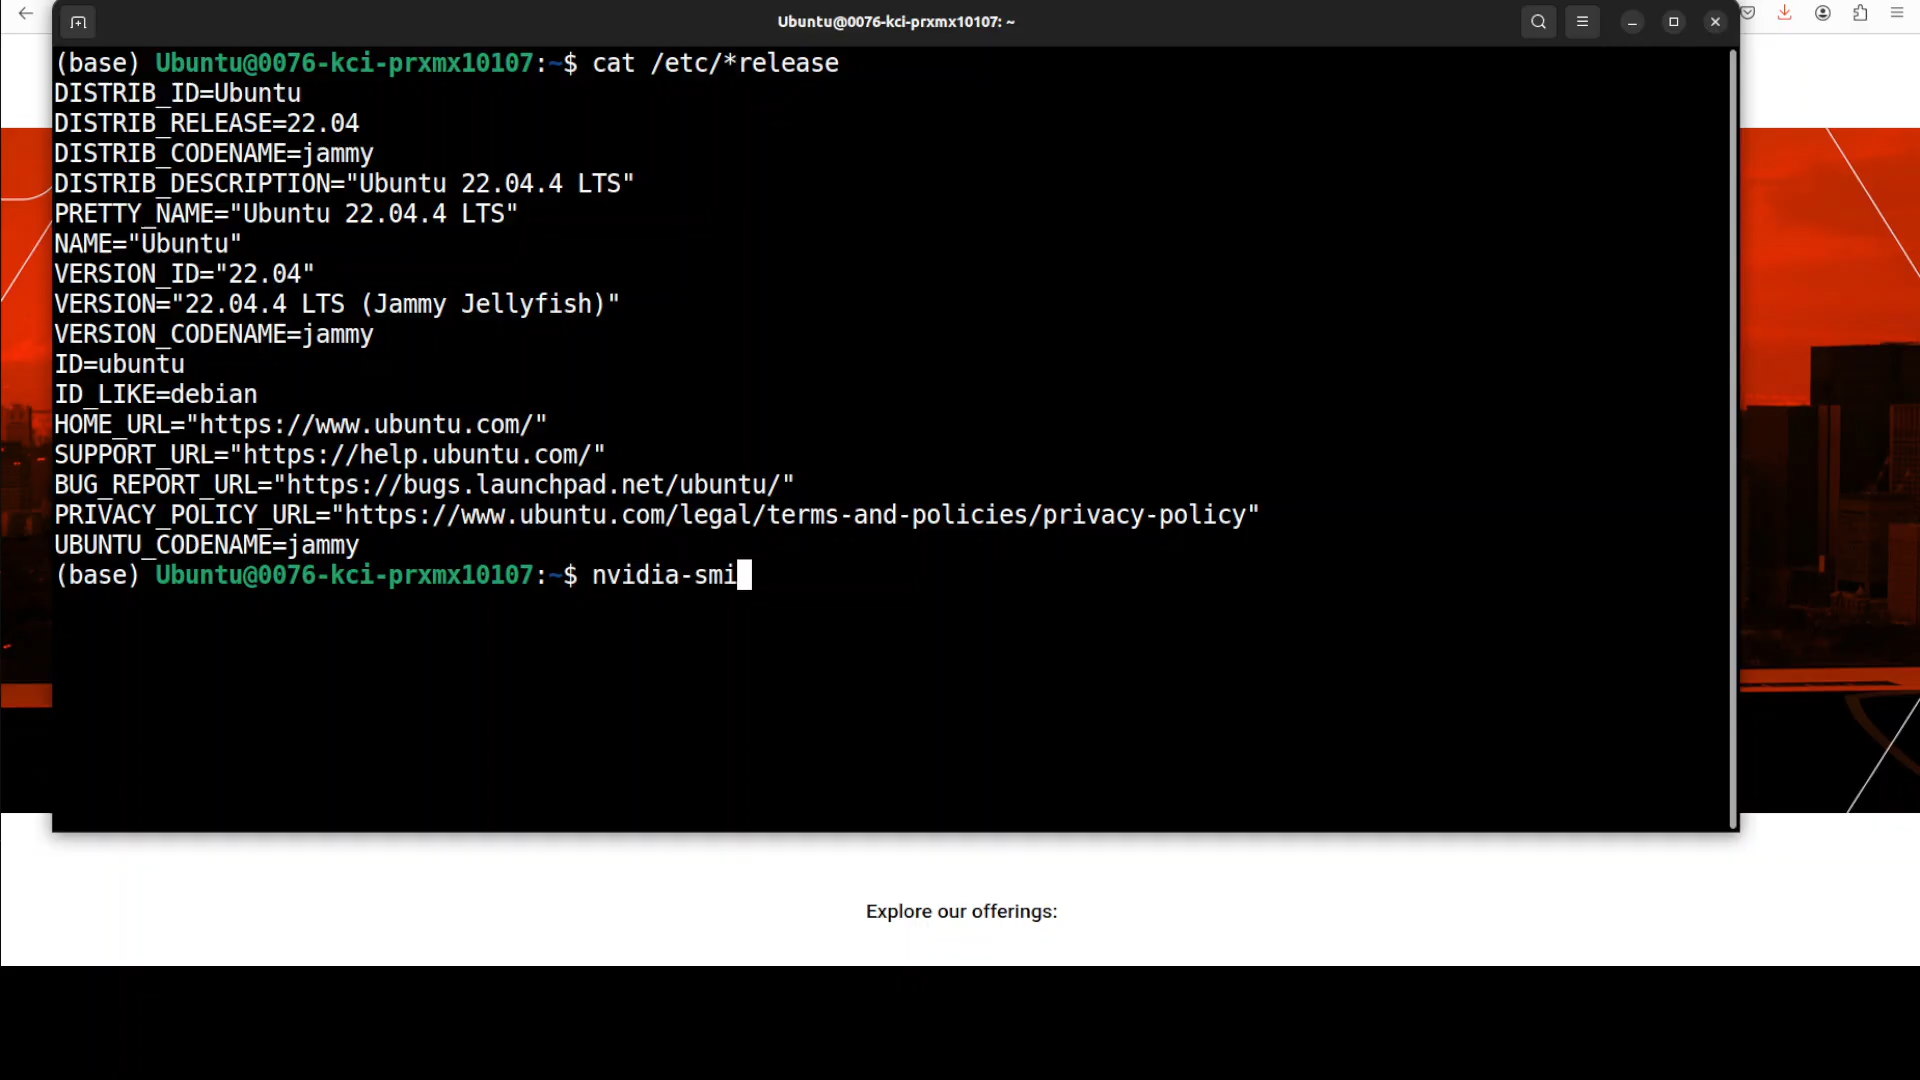 Ubuntu@0076-kci-prxmx10107: ~
(base) Ubuntu@0076-kci-prxmx10107:~$ cat /etc/*release
DISTRIB_ID=Ubuntu
DISTRIB_RELEASE=22.04
DISTRIB_CODENAME=jammy
DISTRIB_DESCRIPTION="Ubuntu 22.04.4 LTS"
PRETTY_NAME="Ubuntu 22.04.4 LTS"
NAME="Ubuntu"
VERSION_ID="22.04"
VERSION="22.04.4 LTS (Jammy Jellyfish)"
VERSION_CODENAME=jammy
ID=ubuntu
ID_LIKE=debian
HOME_URL="https://www.ubuntu.com/"
SUPPORT_URL="https://help.ubuntu.com/"
BUG_REPORT_URL="https://bugs.launchpad.net/ubuntu/"
PRIVACY_POLICY_URL="https://www.ubuntu.com/legal/terms-and-policies/privacy-policy"
UBUNTU_CODENAME=jammy
(base) Ubuntu@0076-kci-prxmx10107:~$ nvidia-smi
Explore our offerings: